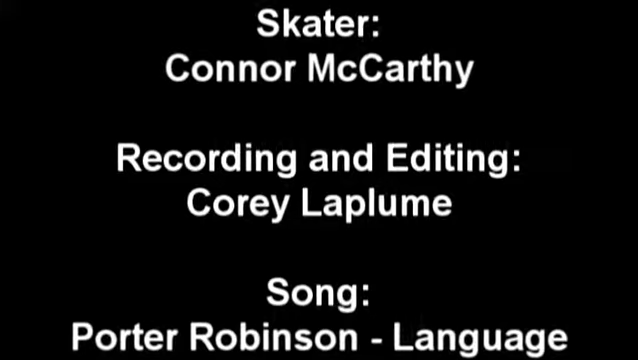 Skater:
Connor McCarthy
Recording and Editing:
Corey Laplume
Song:
Porter Robinson - Language